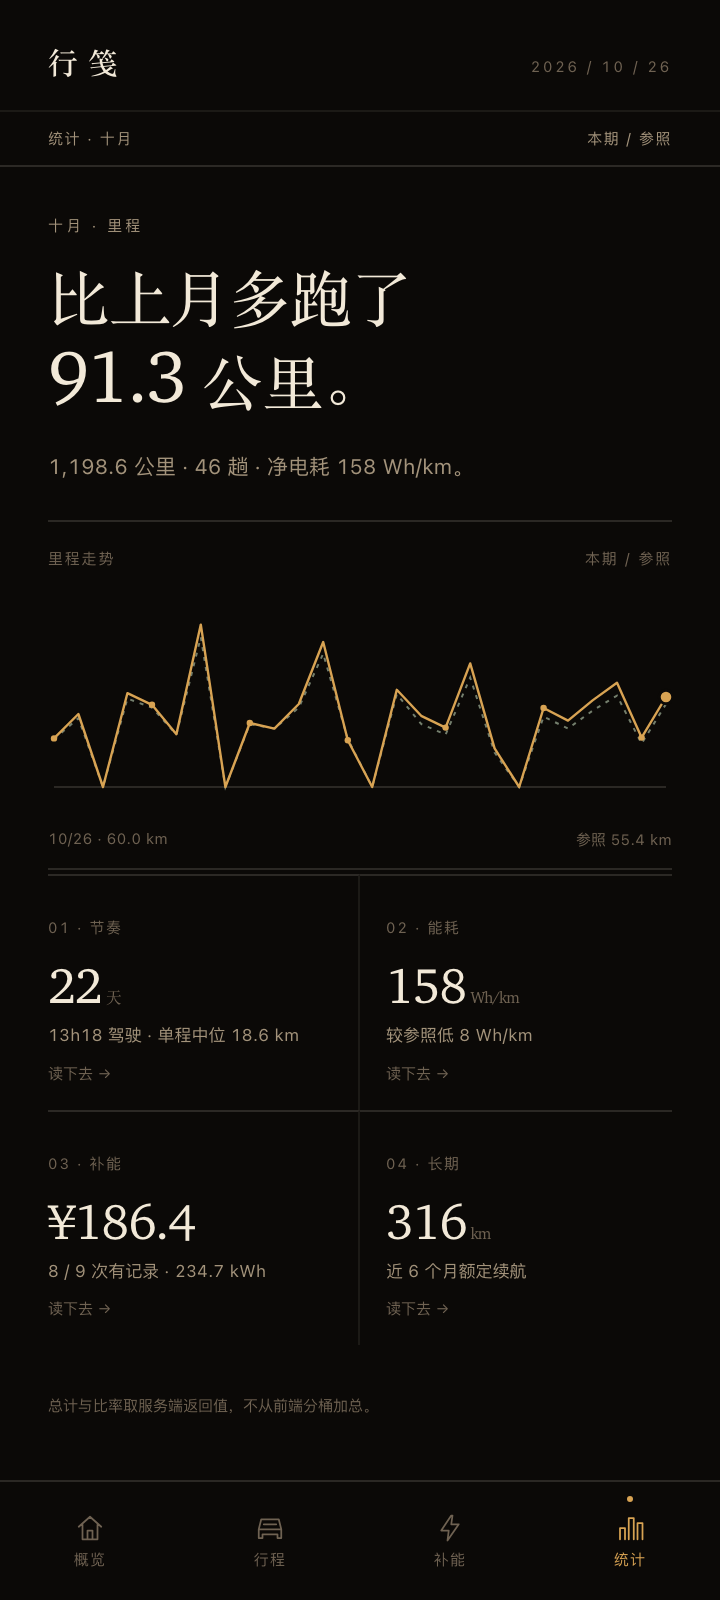 行笺
2026 / 10 / 26
统计 · 十月
本期 / 参照
十月 · 里程
比上月多跑了
91.3 公里。
1,198.6 公里 · 46 趟 · 净电耗 158 Wh/km。
里程走势
本期 / 参照
10/26 · 60.0 km
参照 55.4 km
01 · 节奏
22 天
13h18 驾驶 · 单程中位 18.6 km
读下去 →
02 · 能耗
158 Wh/km
较参照低 8 Wh/km
读下去 →
03 · 补能
¥186.4
8 / 9 次有记录 · 234.7 kWh
读下去 →
04 · 长期
316 km
近 6 个月额定续航
读下去 →
总计与比率取服务端返回值，不从前端分桶加总。
概览
行程
补能
统计